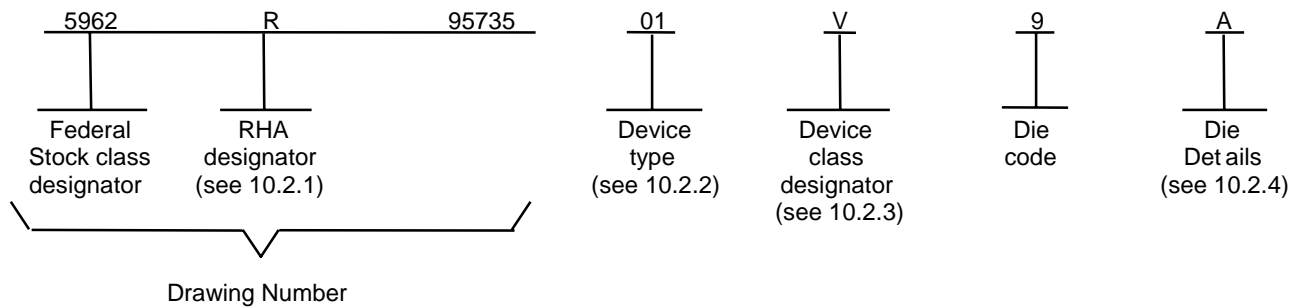 5962 R 95735 01 V 9 A
Federal Stock class designator
RHA designator (see 10.2.1)
Device type (see 10.2.2)
Device class designator (see 10.2.3)
Die code
Die Det ails (see 10.2.4)
Drawing Number